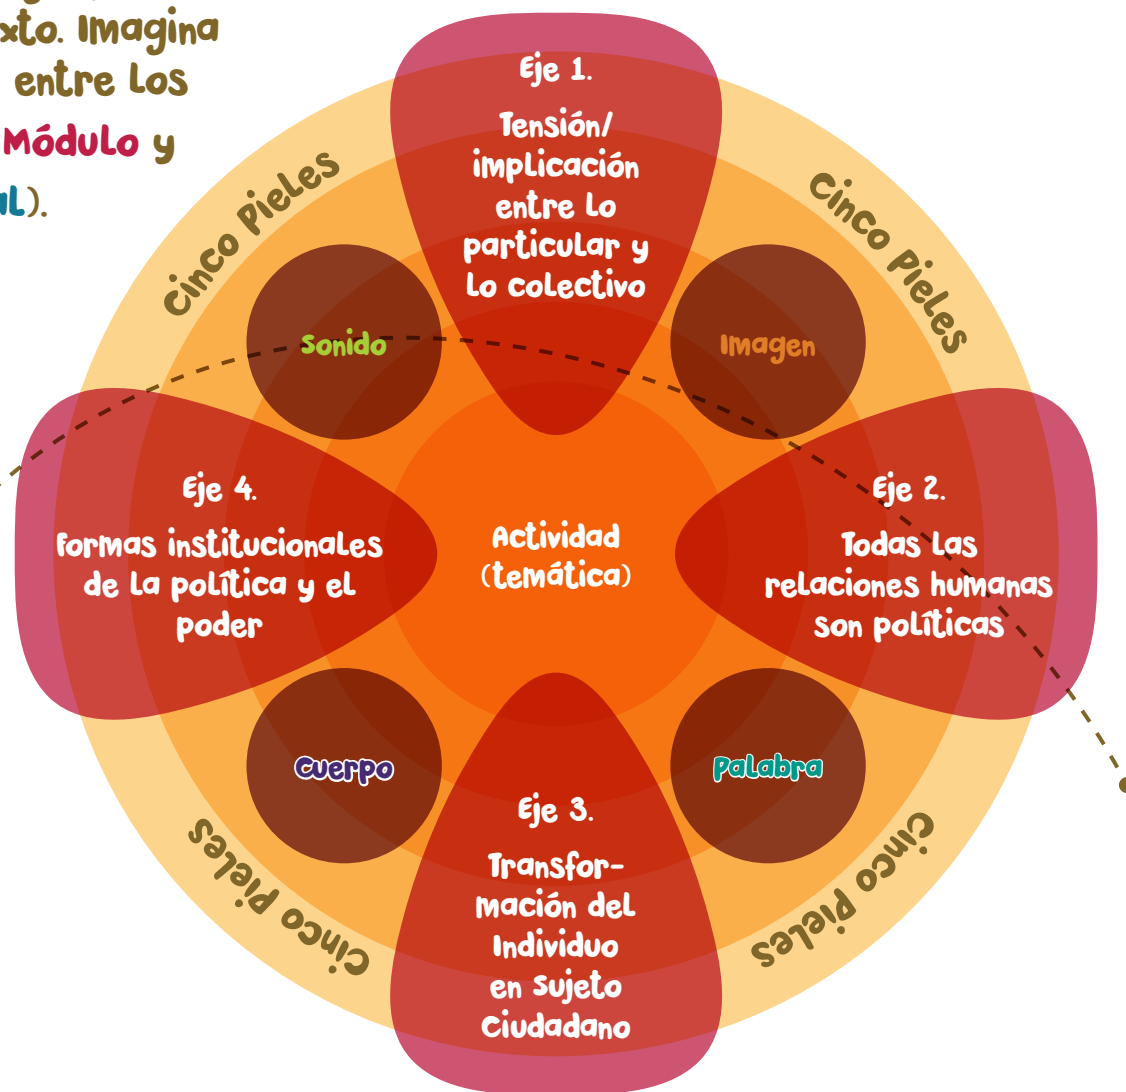 xto. Imagina
entre los
Módulo y
al).
Eje 1.
Tensión/
implicación
entre lo
particular y
lo colectivo
Cinco Pieles
Cinco Pieles
Sonido
Imagen
Eje 4.
Formas institucionales
de la política y el
poder
Actividad
(temática)
Eje 2.
Todas las
relaciones humanas
son políticas
Cuerpo
Palabra
Eje 3.
Transfor-
mación del
Individuo
en Sujeto
Ciudadano
Cinco Pieles
Cinco Pieles